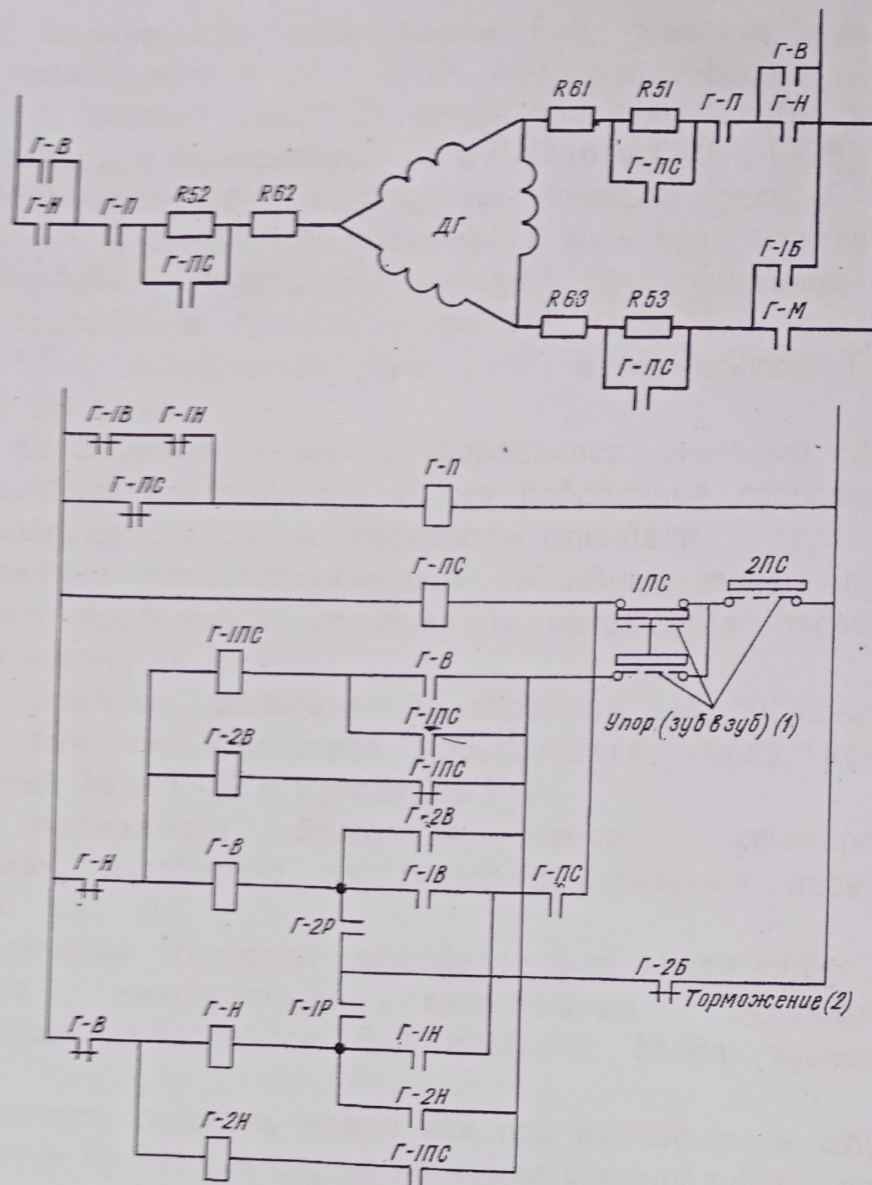 Г-В
R61
R51
Г-П
Г-В
Г-Н
Г-ПС
Г-Н
Г-П
R52
R62
Г-ПС
ДГ
Г-1Б
R63
R53
Г-М
Г-ПС
Г-1В
Г-1Н
Г-П
Г-ПС
Г-ПС
1ПС
2ПС
Г-1ПС
Г-В
Г-1ПС
Упор.(зуб в зуб) (1)
Г-2В
Г-1ПС
Г-2В
Г-Н
Г-В
Г-1В
Г-ПС
Г-2Р
Г-2Б
Торможение(2)
Г-1Р
Г-В
Г-Н
Г-1Н
Г-2Н
Г-2Н
Г-1ПС